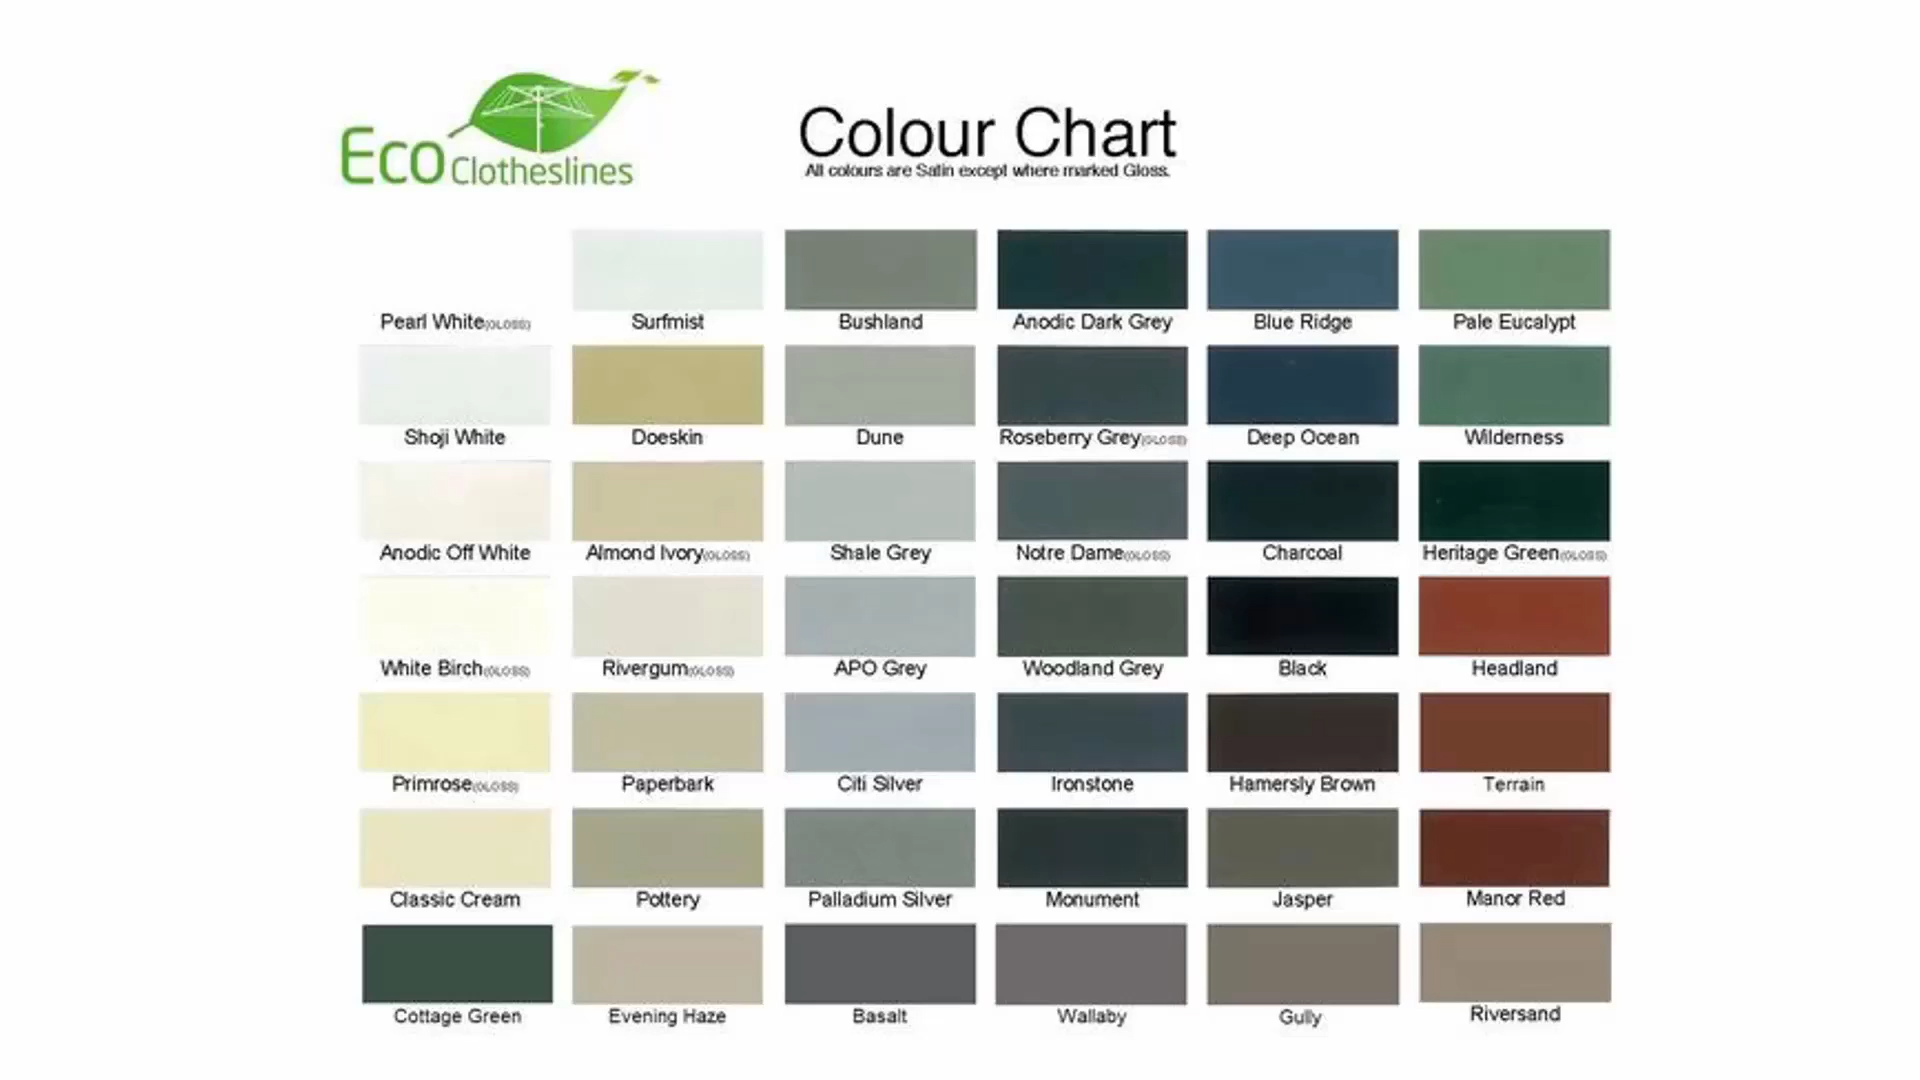 Eco Clotheslines
Colour Chart
All colours are Satin except where marked Gloss.
Pearl White(GLOSS) Surfmist Bushland Anodic Dark Grey Blue Ridge Pale Eucalypt
Shoji White Doeskin Dune Roseberry Grey(GLOSS) Deep Ocean Wilderness
Anodic Off White Almond Ivory(GLOSS) Shale Grey Notre Dame(GLOSS) Charcoal Heritage Green(GLOSS)
White Birch(GLOSS) Rivergum(GLOSS) APO Grey Woodland Grey Black Headland
Primrose(GLOSS) Paperbark Citi Silver Ironstone Hamersly Brown Terrain
Classic Cream Pottery Palladium Silver Monument Jasper Manor Red
Cottage Green Evening Haze Basalt Wallaby Gully Riversand